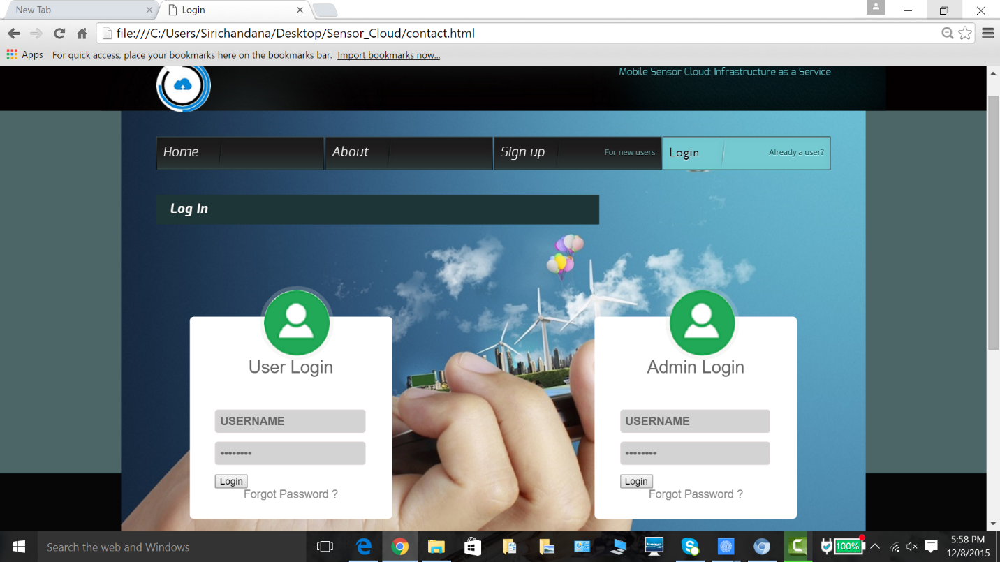 New Tab
Login
file:///C:/Users/Sirichandana/Desktop/Sensor_Cloud/contact.html
Apps For quick access, place your bookmarks here on the bookmarks bar. Import bookmarks now...
Mobile Sensor Cloud: Infrastructure as a Service
Home About Sign up For new users Login Already a user?
Log In
User Login
USERNAME
••••••••
Login
Forgot Password ?
Admin Login
USERNAME
••••••••
Login
Forgot Password ?
Search the web and Windows
100%
5:58 PM
12/8/2015